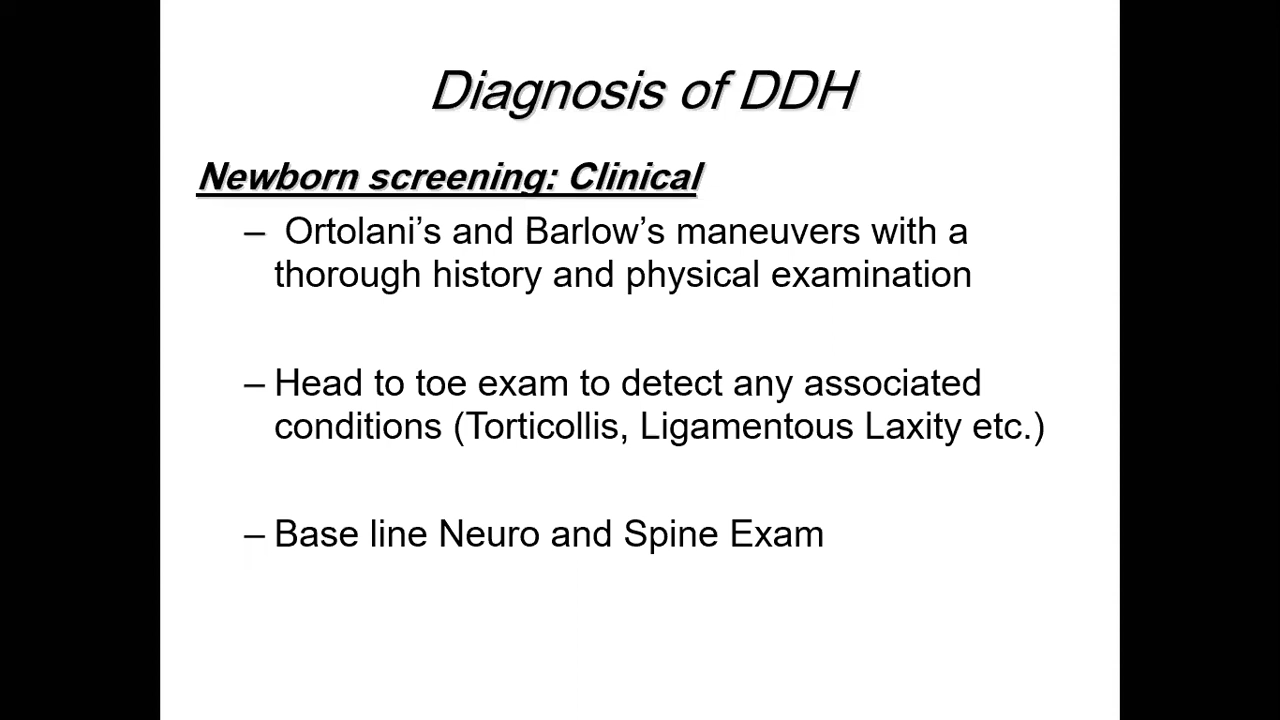 Diagnosis of DDH
Newborn screening: Clinical
– Ortolani’s and Barlow’s maneuvers with a
thorough history and physical examination
– Head to toe exam to detect any associated
conditions (Torticollis, Ligamentous Laxity etc.)
– Base line Neuro and Spine Exam